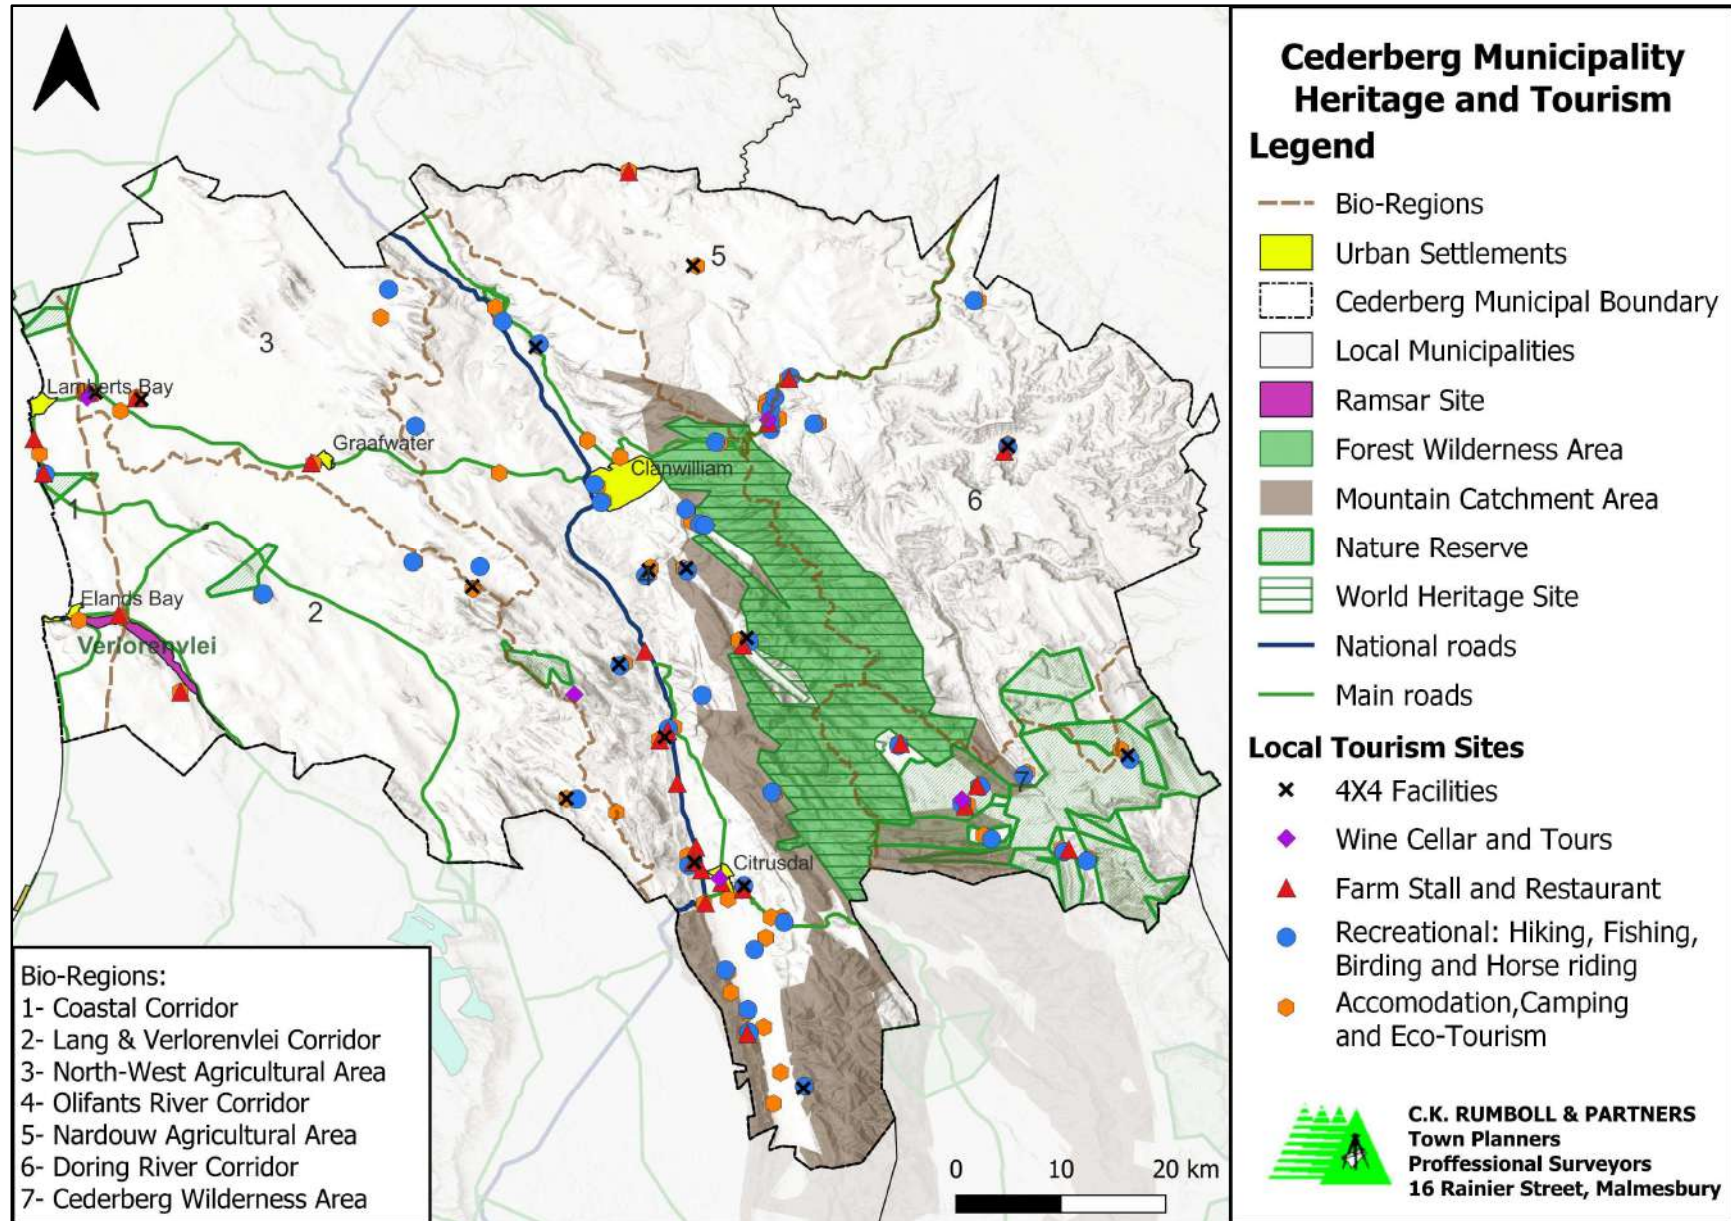 Cederberg Municipality
Heritage and Tourism
Legend
Bio-Regions
Urban Settlements
Cederberg Municipal Boundary
Local Municipalities
Ramsar Site
Forest Wilderness Area
Mountain Catchment Area
Nature Reserve
World Heritage Site
National roads
Main roads
Local Tourism Sites
4X4 Facilities
Wine Cellar and Tours
Farm Stall and Restaurant
Recreational: Hiking, Fishing,
Birding and Horse riding
Accomodation,Camping
and Eco-Tourism
C.K. RUMBOLL & PARTNERS
Town Planners
Proffessional Surveyors
16 Rainier Street, Malmesbury
5
3
Lamberts Bay
Graafwater
Clanwilliam
6
1
Elands Bay
2
Verlorenvlei
7
Citrusdal
Bio-Regions:
1- Coastal Corridor
2- Lang & Verlorenvlei Corridor
3- North-West Agricultural Area
4- Olifants River Corridor
5- Nardouw Agricultural Area
6- Doring River Corridor
7- Cederberg Wilderness Area
0 10 20 km